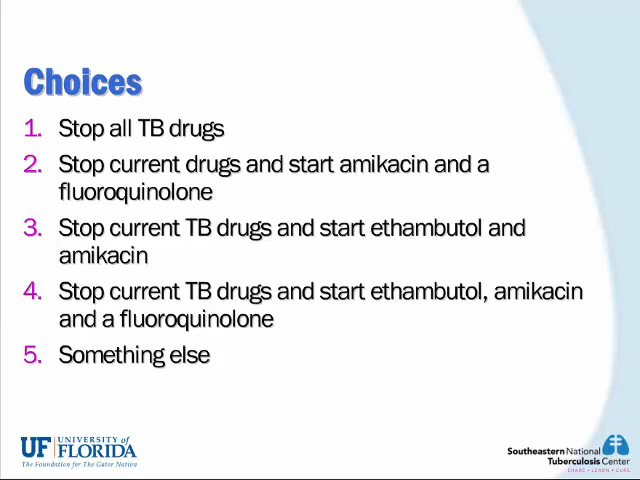 Choices
1. Stop all TB drugs
2. Stop current drugs and start amikacin and a
fluoroquinolone
3. Stop current TB drugs and start ethambutol and
amikacin
4. Stop current TB drugs and start ethambutol, amikacin
and a fluoroquinolone
5. Something else
UF UNIVERSITY of
FLORIDA
The Foundation for The Gator Nation
Southeastern National
Tuberculosis Center
SHARE • LEARN • CURE